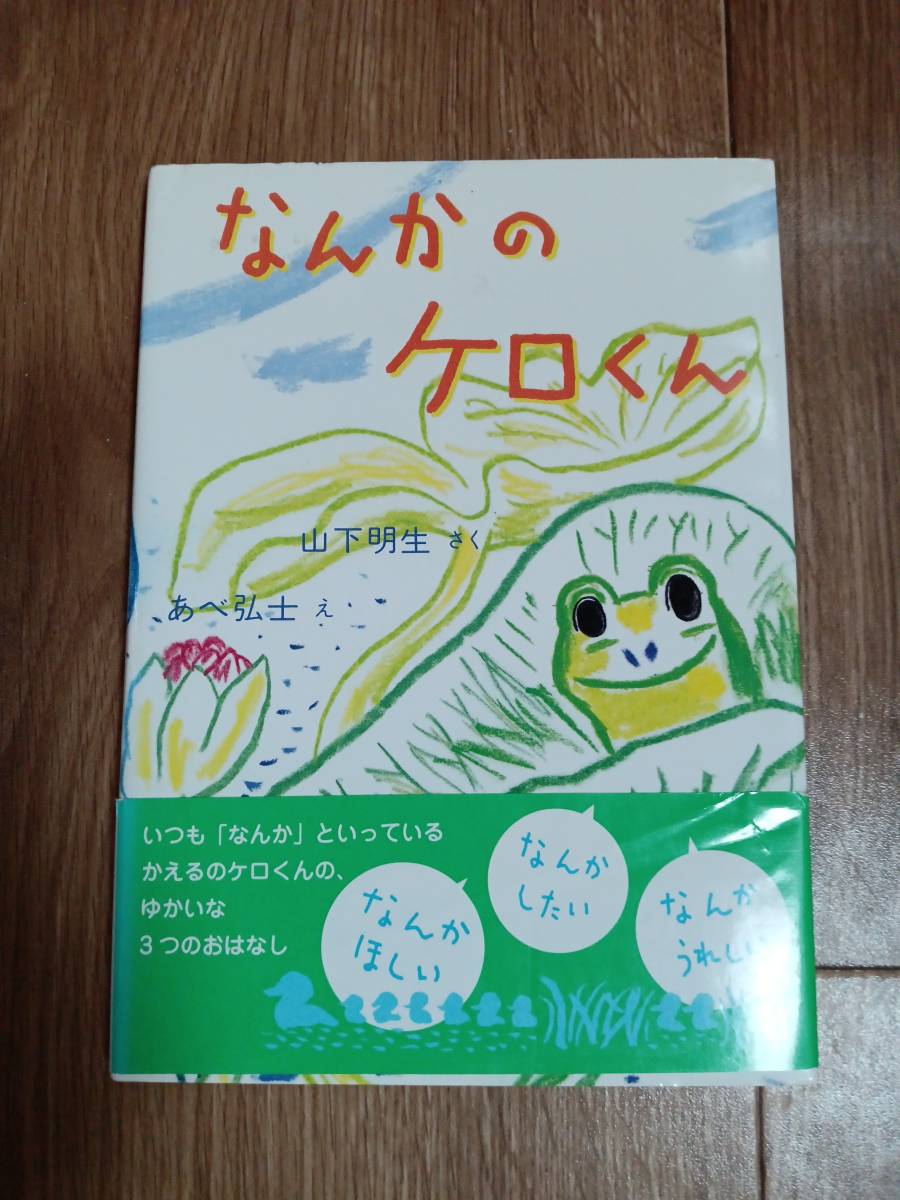 なんかの
ケロくん
山下明生 さく
あべ弘士 え
いつも「なんか」といっている
かえるのケロくんの、
ゆかいな
3つのおはなし
なんか
ほしい
なんか
したい
なんか
うれしい